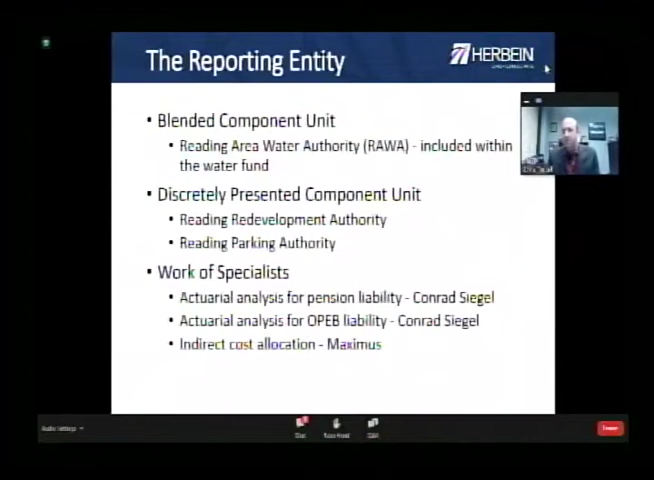 The Reporting Entity
HERBEIN
• Blended Component Unit
• Reading Area Water Authority (RAWA) - included within
the water fund
• Discretely Presented Component Unit
• Reading Redevelopment Authority
• Reading Parking Authority
• Work of Specialists
• Actuarial analysis for pension liability - Conrad Siegel
• Actuarial analysis for OPEB liability - Conrad Siegel
• Indirect cost allocation - Maximus
Audio Settings
Chat
Raise Hand
Q&A
Leave